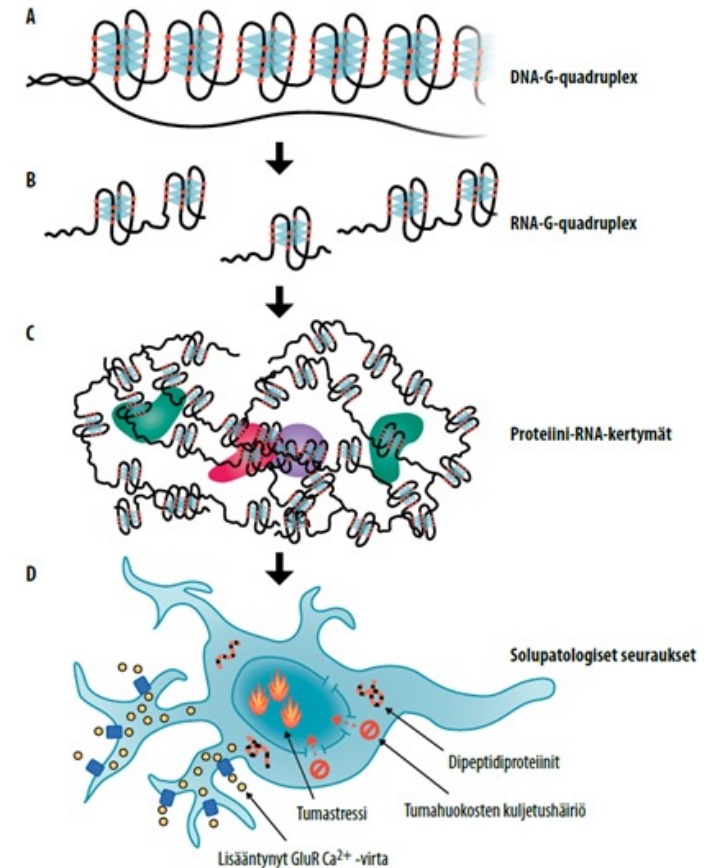 A
DNA-G-quadruplex
B
RNA-G-quadruplex
C
Proteiini-RNA-kertymät
D
Solupatologiset seuraukset
Dipeptidiproteiinit
Tumahuokosten kuljetushäiriö
Tumastressi
Lisääntynyt GluR Ca²⁺ -virta